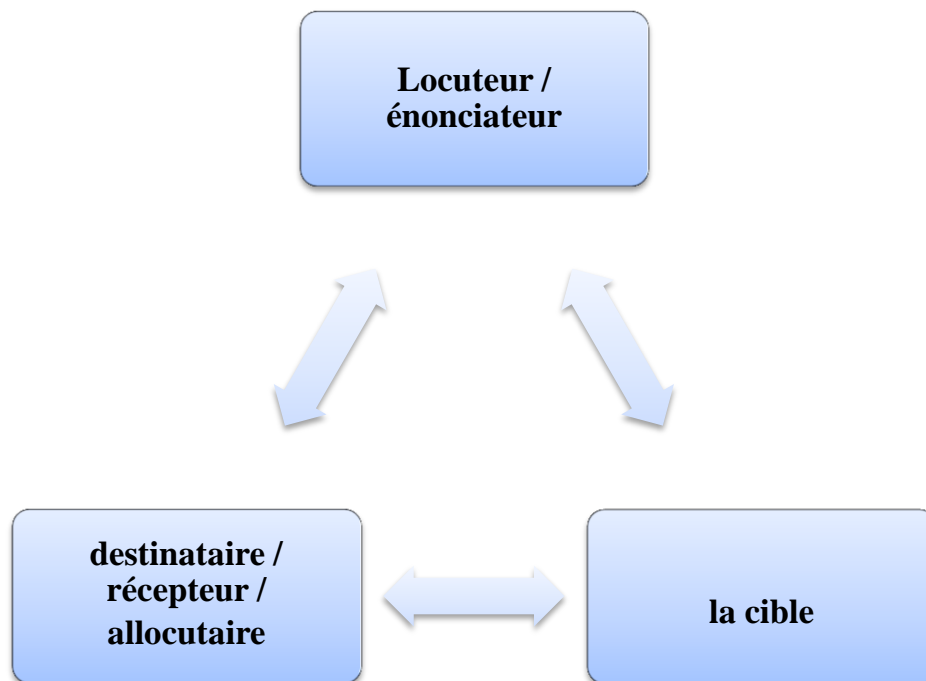 Locuteur /
énonciateur
destinataire /
récepteur /
allocutaire
la cible